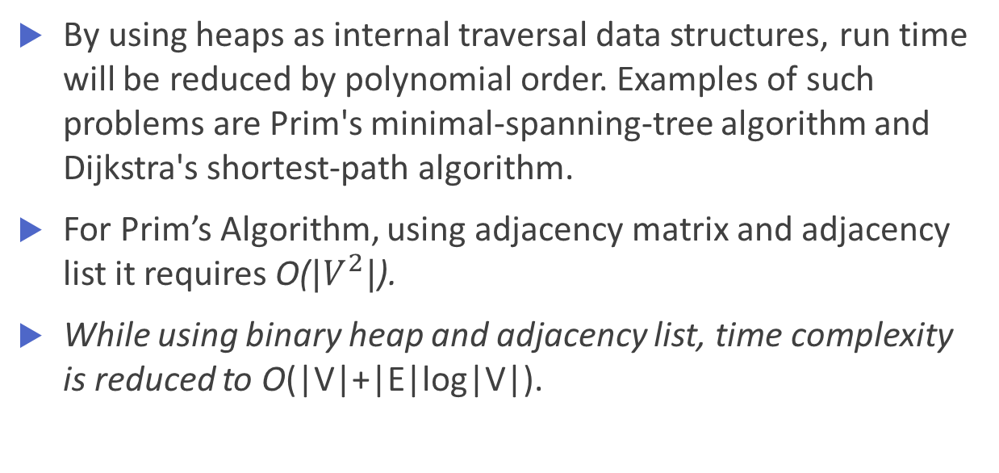 By using heaps as internal traversal data structures, run time
will be reduced by polynomial order. Examples of such
problems are Prim's minimal-spanning-tree algorithm and
Dijkstra's shortest-path algorithm.
For Prim’s Algorithm, using adjacency matrix and adjacency
list it requires O(|V²|).
While using binary heap and adjacency list, time complexity
is reduced to O(|V|+|E|log|V|).